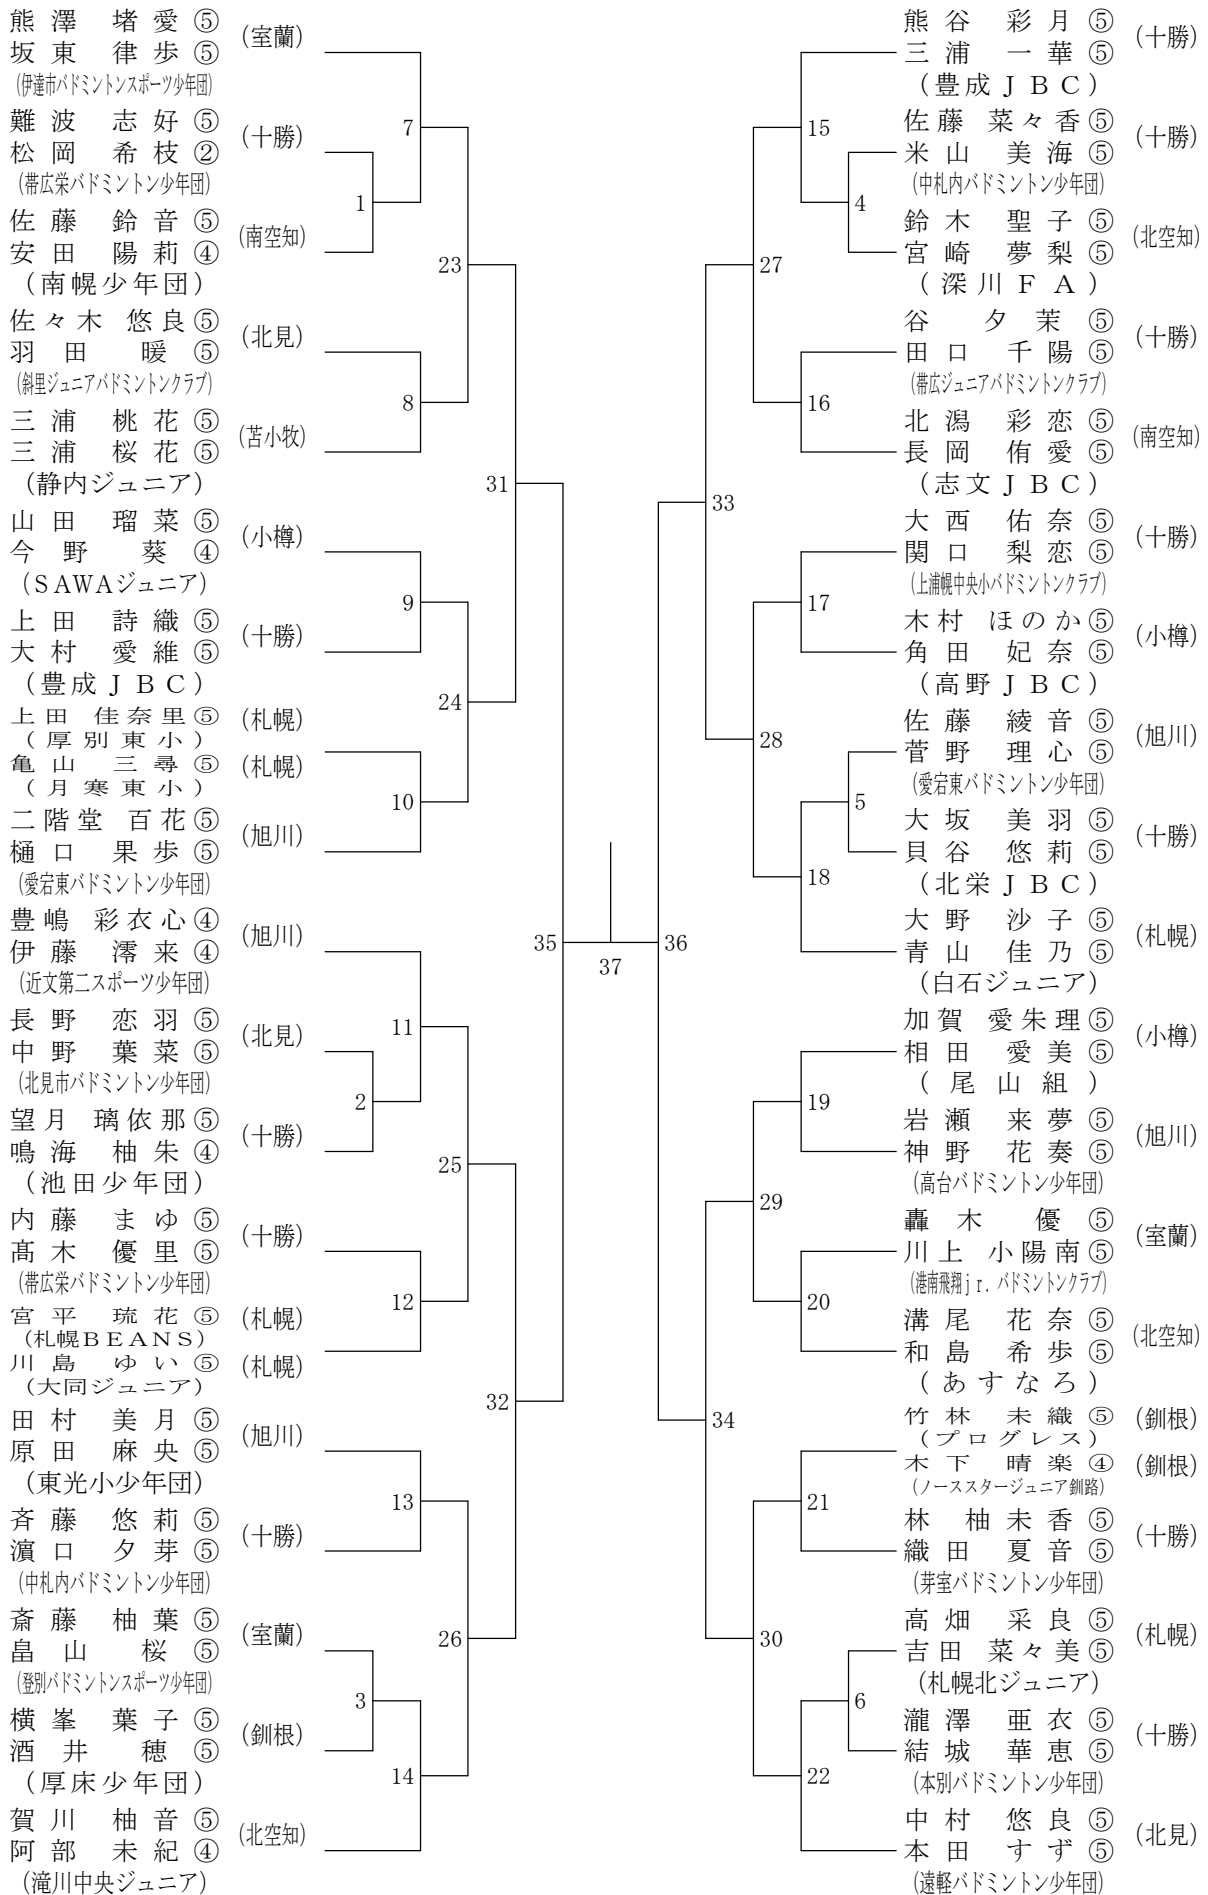 熊澤 堵愛⑤
(室蘭)
坂東 律歩⑤
(伊達市バドミントンスポーツ少年団)
難波 志好⑤
(十勝)
松岡 希枝②
(帯広栄バドミントン少年団)
佐藤 鈴音⑤
(南空知)
安田 陽莉④
(南幌少年団)
佐々木 悠良⑤
(北見)
羽田 暖⑤
(斜里ジュニアバドミントンクラブ)
三浦 桃花⑤
(苫小牧)
三浦 桜花⑤
(静内ジュニア)
山田 瑠菜⑤
(小樽)
今野 葵④
(SAWAジュニア)
上田 詩織⑤
(十勝)
大村 愛維⑤
(豊成JBC)
上田 佳奈里⑤ (札幌)
(厚別東小)
亀山 三尋⑤ (札幌)
(月寒東小)
二階堂 百花⑤
(旭川)
樋口 果歩⑤
(愛宕東バドミントン少年団)
豊嶋 彩衣心④
(旭川)
伊藤 澪来④
(近文第二スポーツ少年団)
長野 恋羽⑤
(北見)
中野 葉菜⑤
(北見市バドミントン少年団)
望月 璃依那⑤
(十勝)
鳴海 柚朱④
(池田少年団)
内藤 まゆ⑤
(十勝)
髙木 優里⑤
(帯広栄バドミントン少年団)
宮平 琉花⑤ (札幌)
(札幌BEANS)
川島 ゆい⑤ (札幌)
(大同ジュニア)
田村 美月⑤
(旭川)
原田 麻央⑤
(東光小少年団)
斉藤 悠莉⑤
(十勝)
濵口 夕芽⑤
(中札内バドミントン少年団)
斎藤 柚葉⑤
(室蘭)
畠山 桜⑤
(登別バドミントンスポーツ少年団)
横峯 葉子⑤
(釧根)
酒井 穂⑤
(厚床少年団)
賀川 柚音⑤
(北空知)
阿部 未紀④
(滝川中央ジュニア)
7
1
23
8
31
9
24
10
35
11
2
25
12
32
13
26
3
14
37
36
15
4
27
16
33
17
28
5
18
19
29
20
34
21
30
6
22
熊谷 彩月⑤
(十勝)
三浦 一華⑤
(豊成JBC)
佐藤 菜々香⑤
(十勝)
米山 美海⑤
(中札内バドミントン少年団)
鈴木 聖子⑤
(北空知)
宮崎 夢梨⑤
(深川FA)
谷 夕茉⑤
(十勝)
田口 千陽⑤
(帯広ジュニアバドミントンクラブ)
北潟 彩恋⑤
(南空知)
長岡 侑愛⑤
(志文JBC)
大西 佑奈⑤
(十勝)
関口 梨恋⑤
(上浦幌中央小バドミントンクラブ)
木村 ほのか⑤
(小樽)
角田 妃奈⑤
(高野JBC)
佐藤 綾音⑤
(旭川)
菅野 理心⑤
(愛宕東バドミントン少年団)
大坂 美羽⑤
(十勝)
貝谷 悠莉⑤
(北栄JBC)
大野 沙子⑤
(札幌)
青山 佳乃⑤
(白石ジュニア)
加賀 愛朱理⑤
(小樽)
相田 愛美⑤
(尾山組)
岩瀬 来夢⑤
(旭川)
神野 花奏⑤
(高台バドミントン少年団)
轟木 優⑤
(室蘭)
川上 小陽南⑤
(港南飛翔jr.バドミントンクラブ)
溝尾 花奈⑤
(北空知)
和島 希歩⑤
(あすなろ)
竹林 未織⑤ (釧根)
(プログレス)
木下 晴楽④ (釧根)
(ノーススタージュニア釧路)
林 柚未香⑤
(十勝)
織田 夏音⑤
(芽室バドミントン少年団)
高畑 采良⑤
(札幌)
吉田 菜々美⑤
(札幌北ジュニア)
瀧澤 亜衣⑤
(十勝)
結城 華恵⑤
(本別バドミントン少年団)
中村 悠良⑤
(北見)
本田 すず⑤
(遠軽バドミントン少年団)